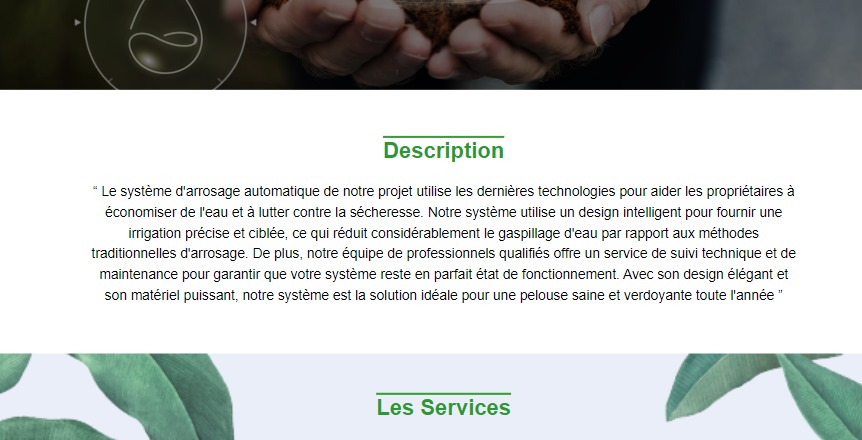 Description
“ Le système d'arrosage automatique de notre projet utilise les dernières technologies pour aider les propriétaires à
économiser de l'eau et à lutter contre la sécheresse. Notre système utilise un design intelligent pour fournir une
irrigation précise et ciblée, ce qui réduit considérablement le gaspillage d'eau par rapport aux méthodes
traditionnelles d'arrosage. De plus, notre équipe de professionnels qualifiés offre un service de suivi technique et de
maintenance pour garantir que votre système reste en parfait état de fonctionnement. Avec son design élégant et
son matériel puissant, notre système est la solution idéale pour une pelouse saine et verdoyante toute l'année ”
Les Services